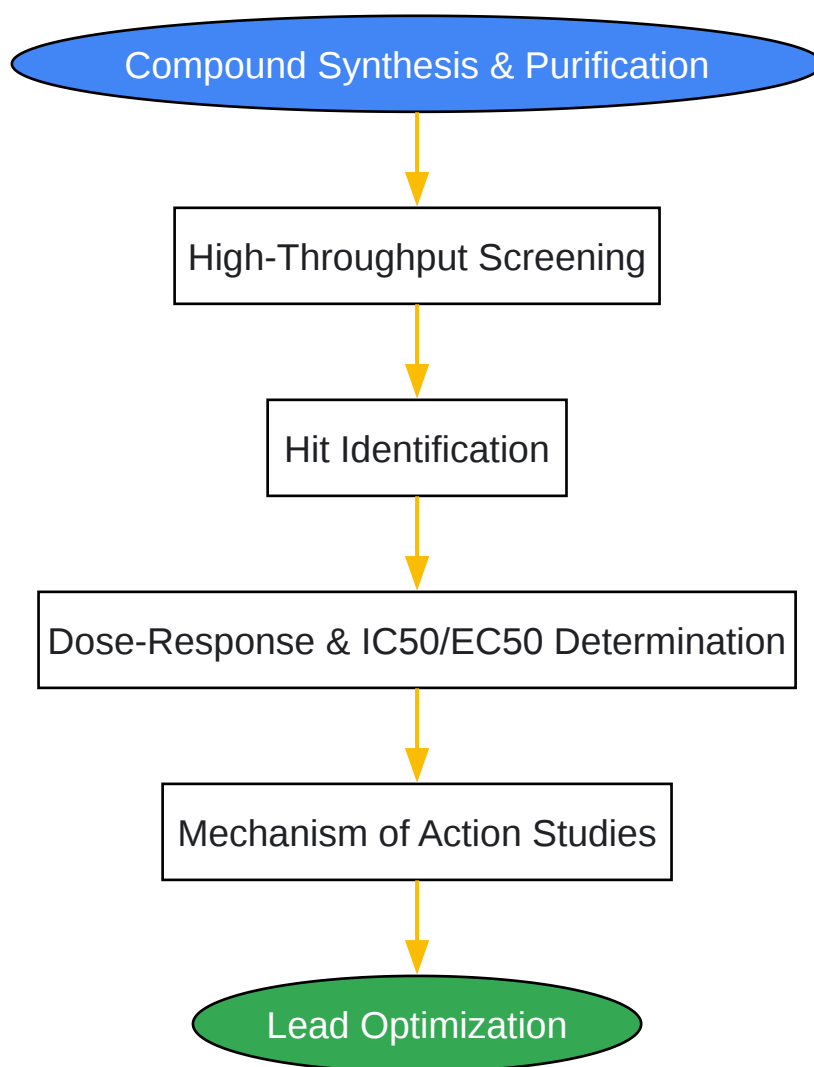 Compound Synthesis & Purification
High-Throughput Screening
Hit Identification
Dose-Response & IC50/EC50 Determination
Mechanism of Action Studies
Lead Optimization